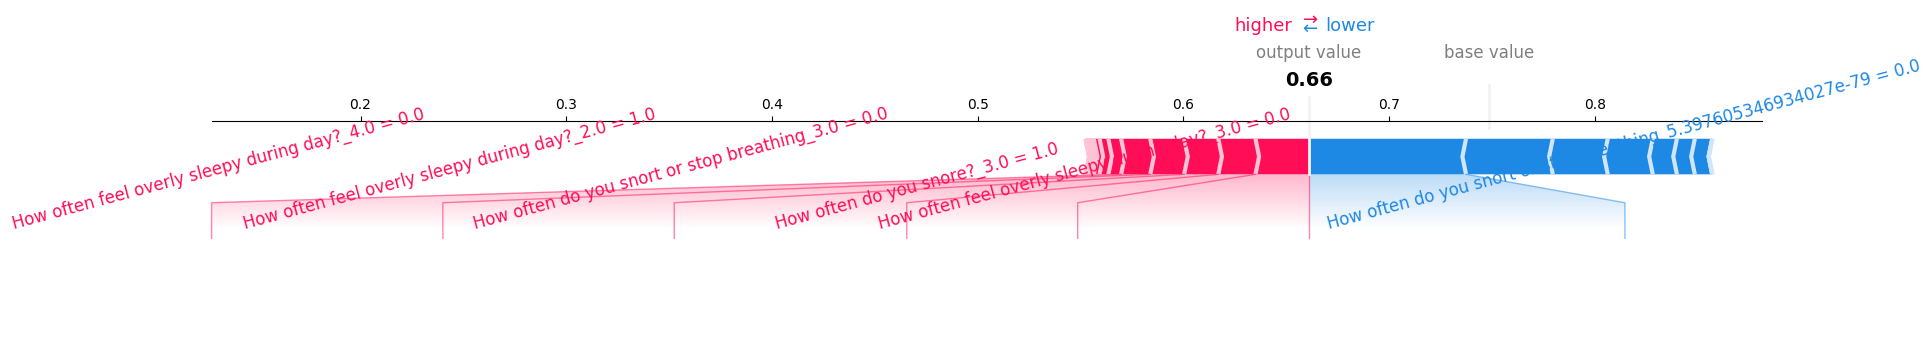 higher ⇄ lower
output value
base value
0.66
0.2
0.3
0.4
0.5
0.6
0.7
0.8
How often feel overly sleepy during day?_4.0 = 0.0
How often feel overly sleepy during day?_2.0 = 1.0
How often do you snort or stop breathing_3.0 = 0.0
How often do you snore?_3.0 = 1.0
How often feel overly sleepy during day?_3.0 = 0.0
How often do you snort or stop breathing_5.397605346934027e-79 = 0.0